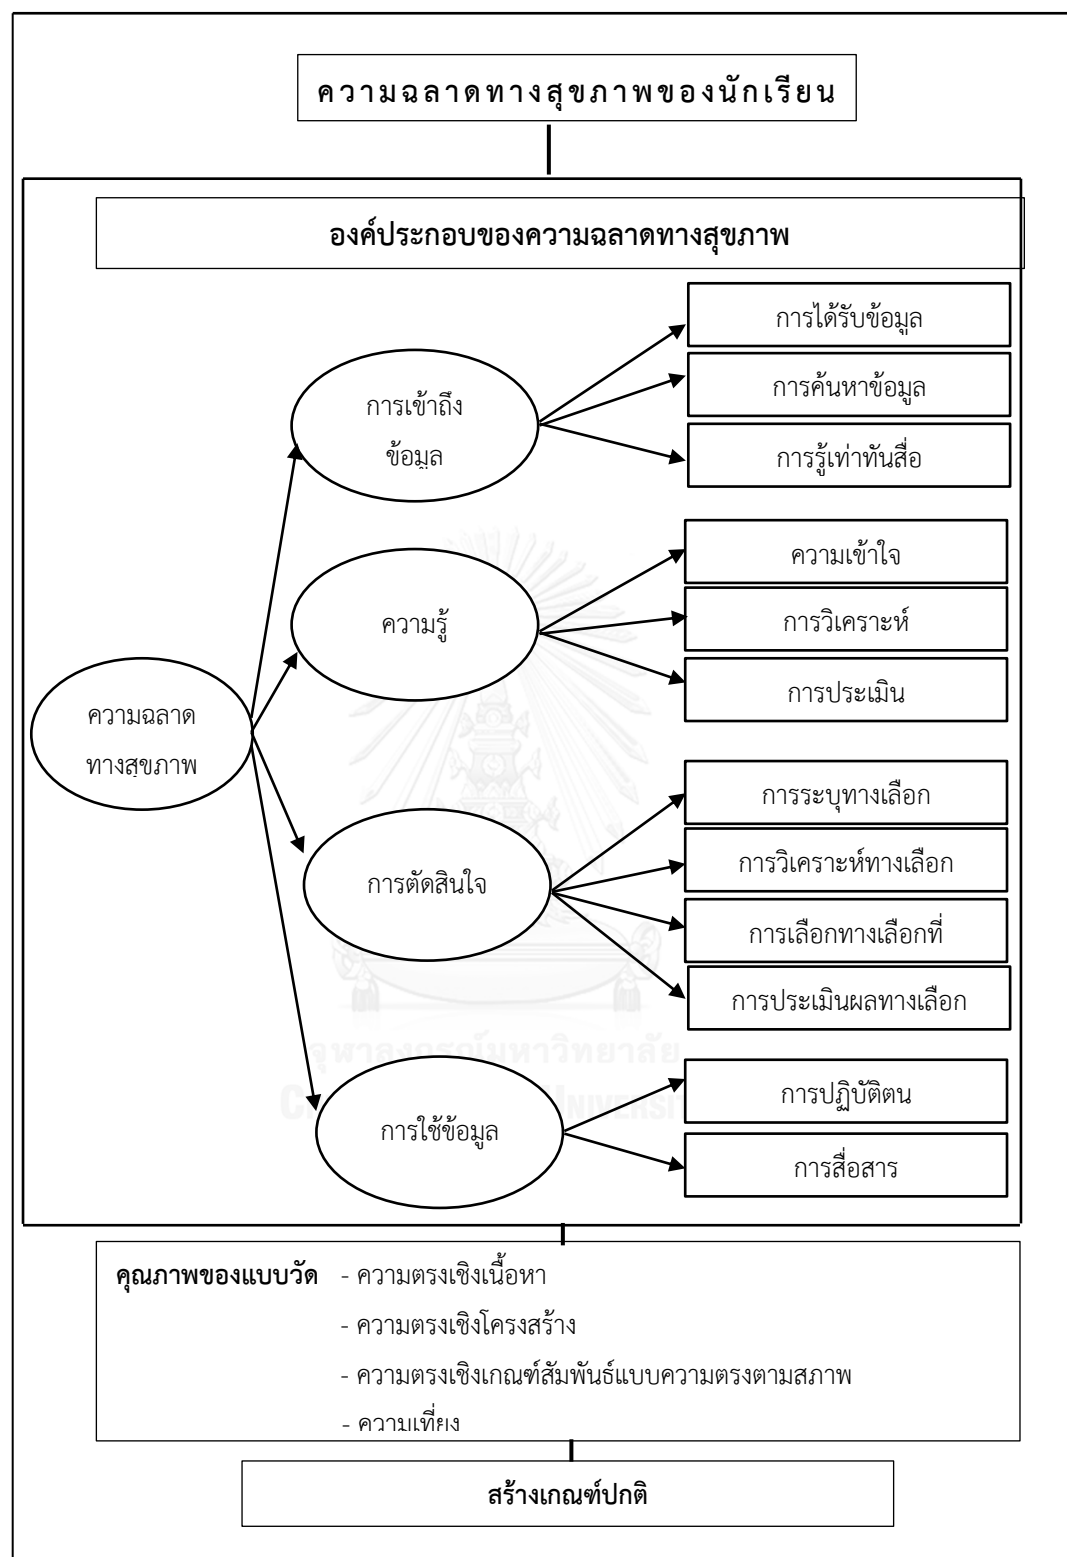 ความฉลาดทางสุขภาพของนักเรียน
องค์ประกอบของความฉลาดทางสุขภาพ
การได้รับข้อมูล
การค้นหาข้อมูล
การรู้เท่าทันสื่อ
การเข้าถึง
ข้อมูล
ความเข้าใจ
การวิเคราะห์
การประเมิน
ความรู้
ความฉลาด
ทางสุขภาพ
การระบุทางเลือก
การวิเคราะห์ทางเลือก
การเลือกทางเลือกที่
การประเมินผลทางเลือก
การตัดสินใจ
จุฬาลงกรณ์มหาวิทยาลัย
การปฏิบัติตน
การสื่อสาร
การใช้ข้อมูล
คุณภาพของแบบวัด - ความตรงเชิงเนื้อหา
- ความตรงเชิงโครงสร้าง
- ความตรงเชิงเกณฑ์สัมพันธ์แบบความตรงตามสภาพ
- ความเที่ยง
สร้างเกณฑ์ปกติ